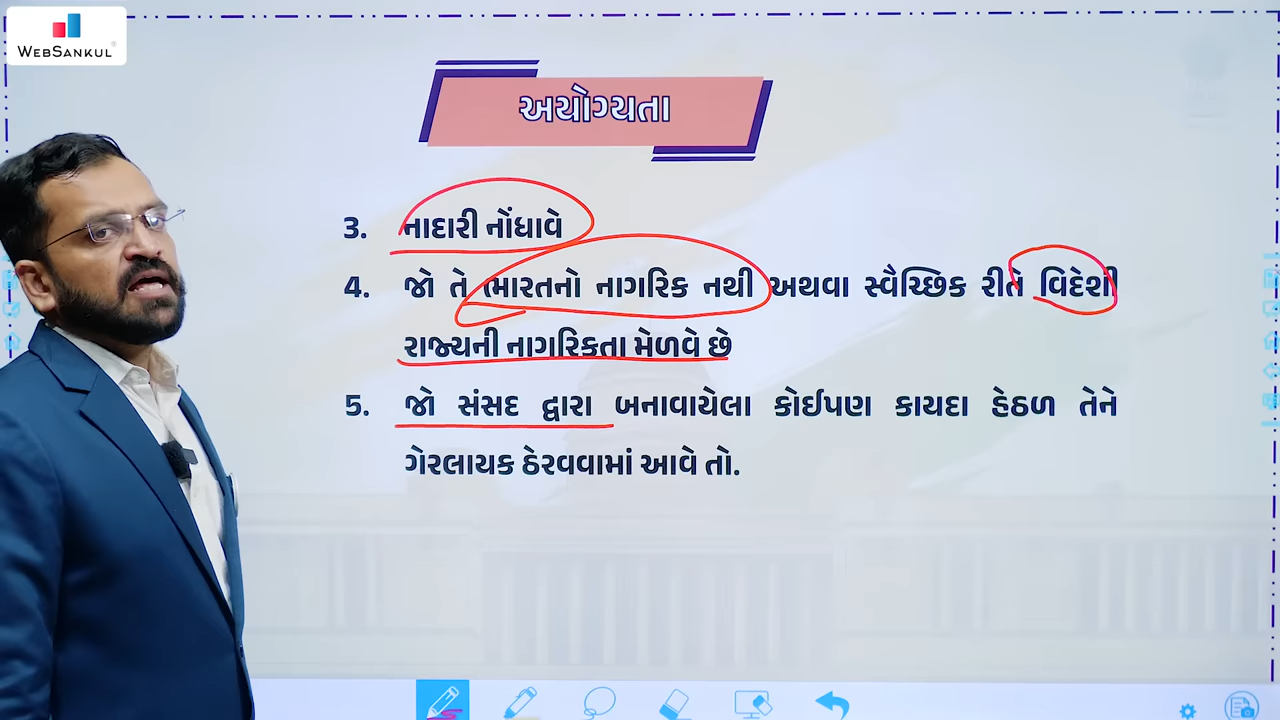 WEBSANKUL
અયોગ્યતા
3. નાદારી નોંધાવે
4. જો તે ભારતનો નાગરિક નથી અથવા સ્વૈચ્છિક રીતે વિદેશી
રાજ્યની નાગરિકતા મેળવે છે
5. જો સંસદ દ્વારા બનાવાયેલા કોઈપણ કાયદા હેઠળ તેને
ગેરલાયક ઠેરવવામાં આવે તો.